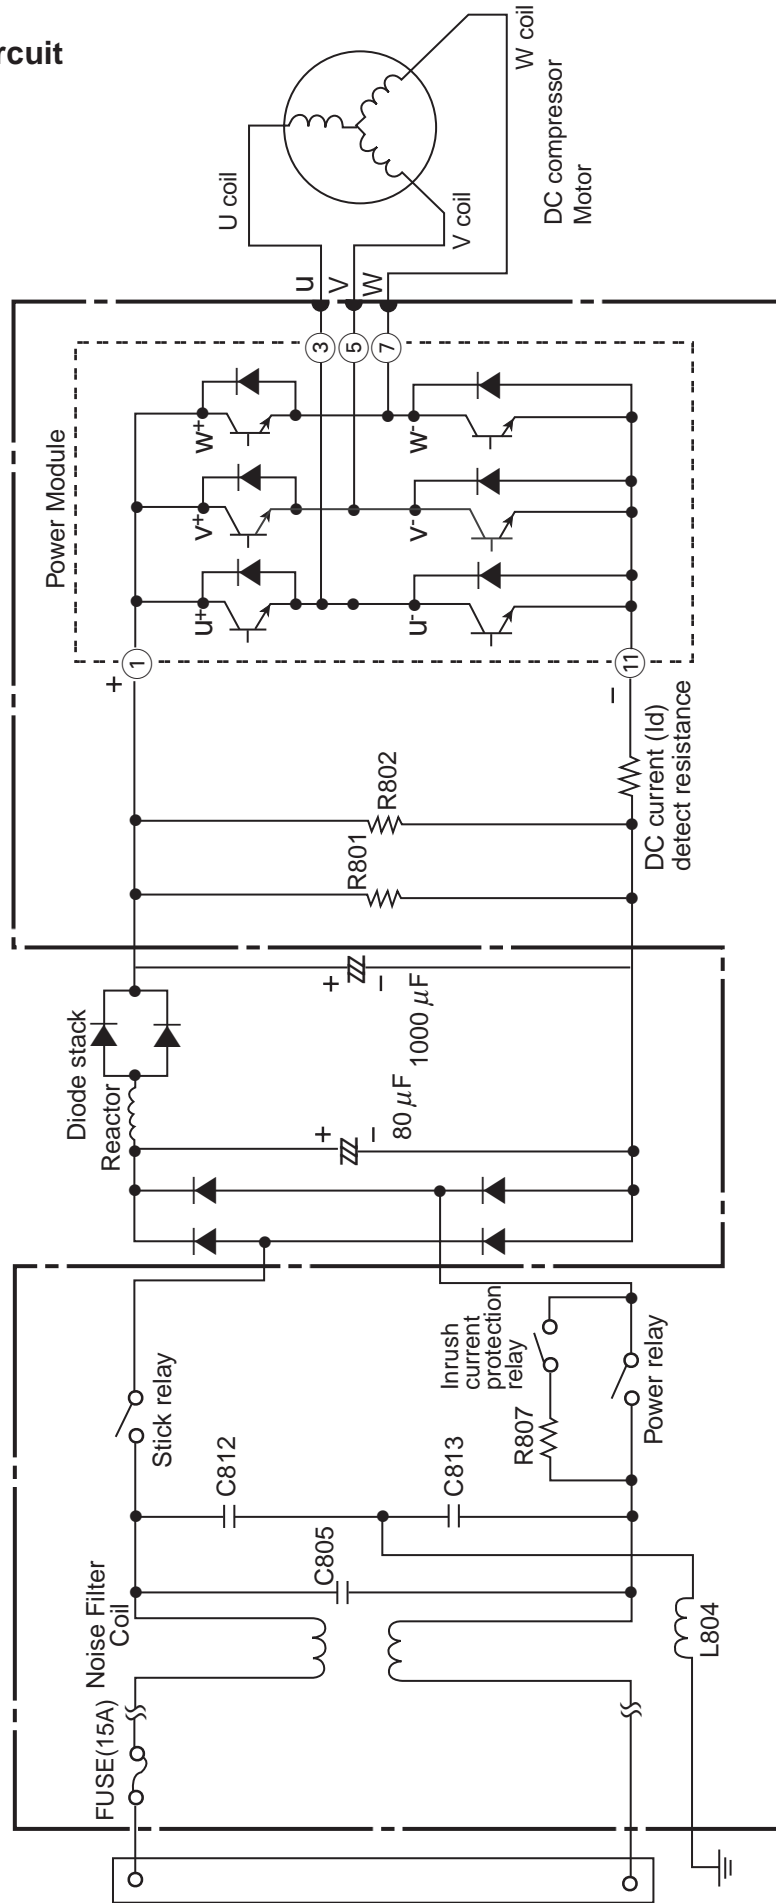 rcuit
FUSE(15A)
Noise Filter
Coil
C805
C812
C813
L804
Stick relay
R807
Inrush
current
protection
relay
Power relay
Reactor
Diode stack
+
−
80 μF
+
−
1000 μF
R801
R802
DC current (Id)
detect resistance
+
−
1
11
Power Module
u+
v+
w+
u-
v-
w-
3
5
7
u
V
W
U coil
V coil
W coil
DC compressor
Motor